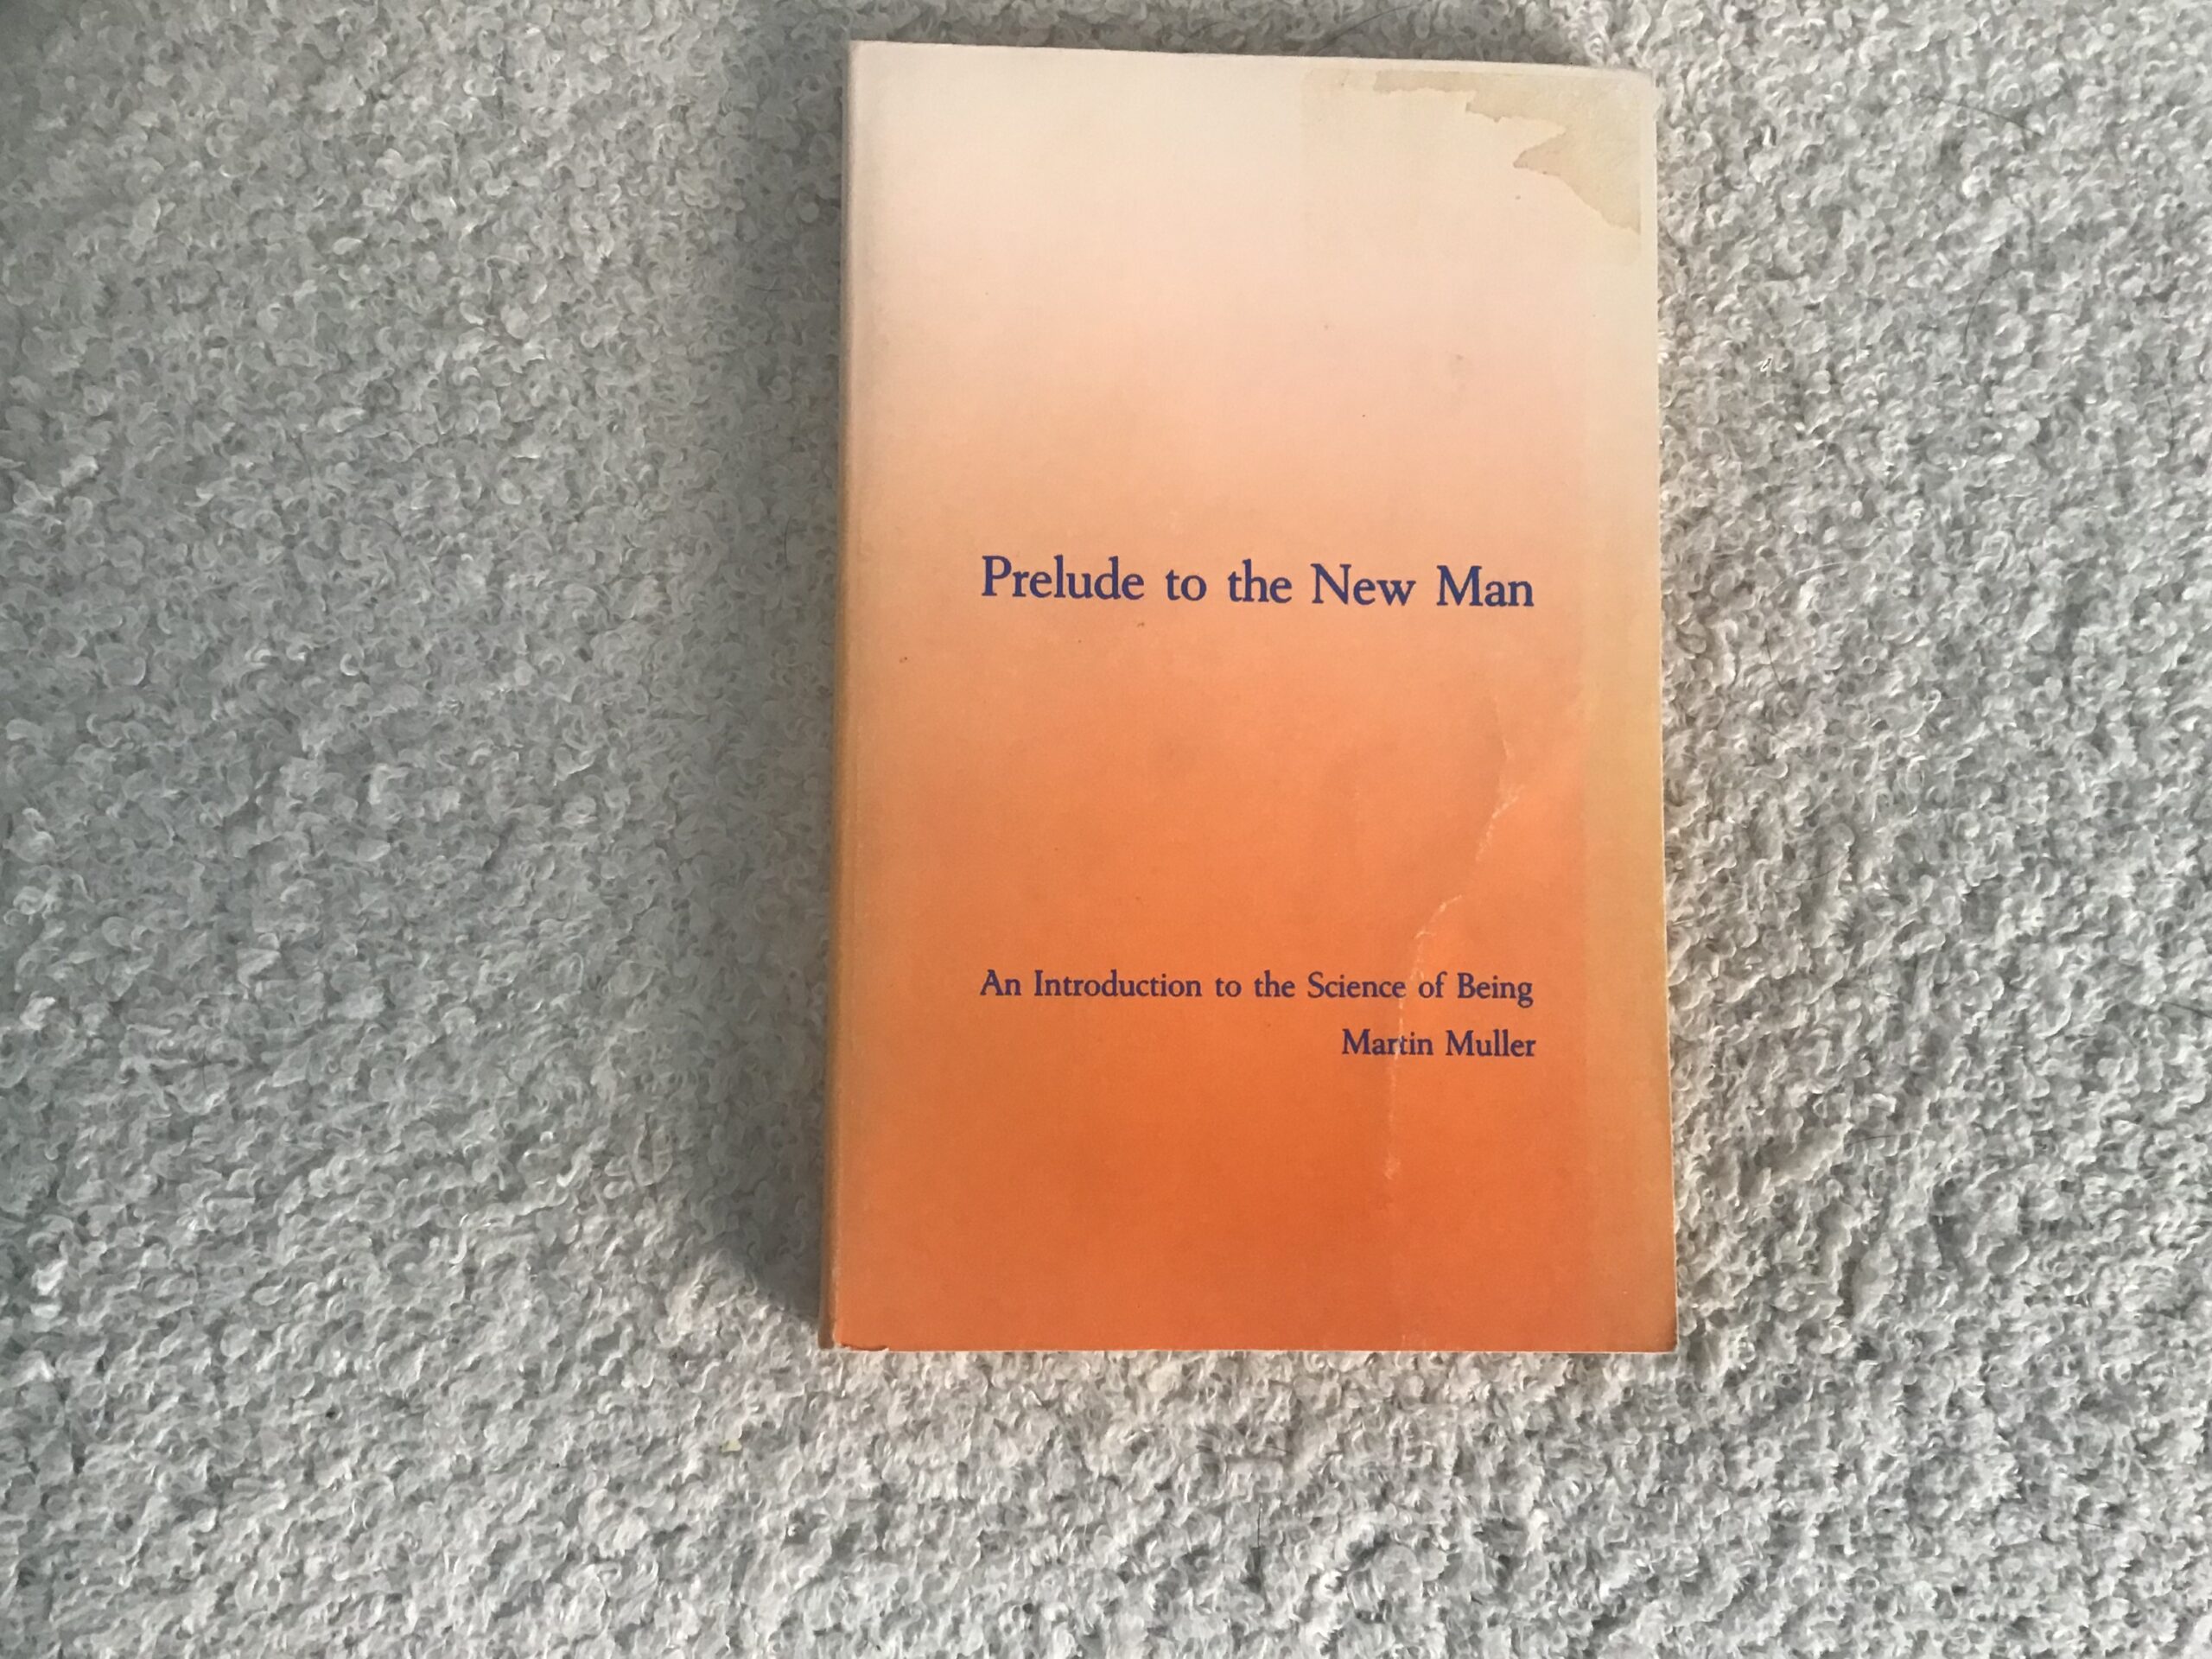 Prelude to the New Man
An Introduction to the Science of Being
Martin Muller